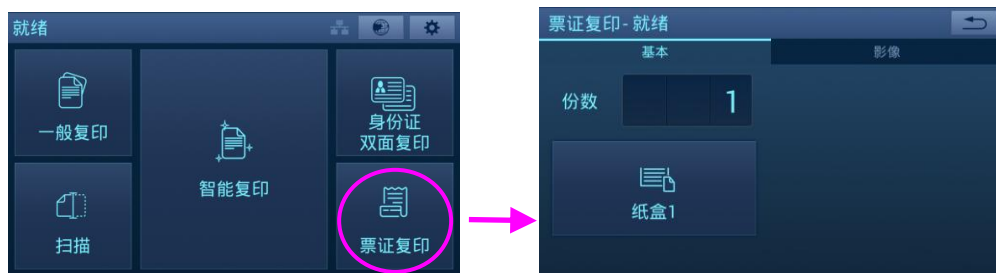 就绪
一般复印
智能复印
身份证
双面复印
扫描
票证复印
票证复印- 就绪
基本
影像
份数
1
纸盒1